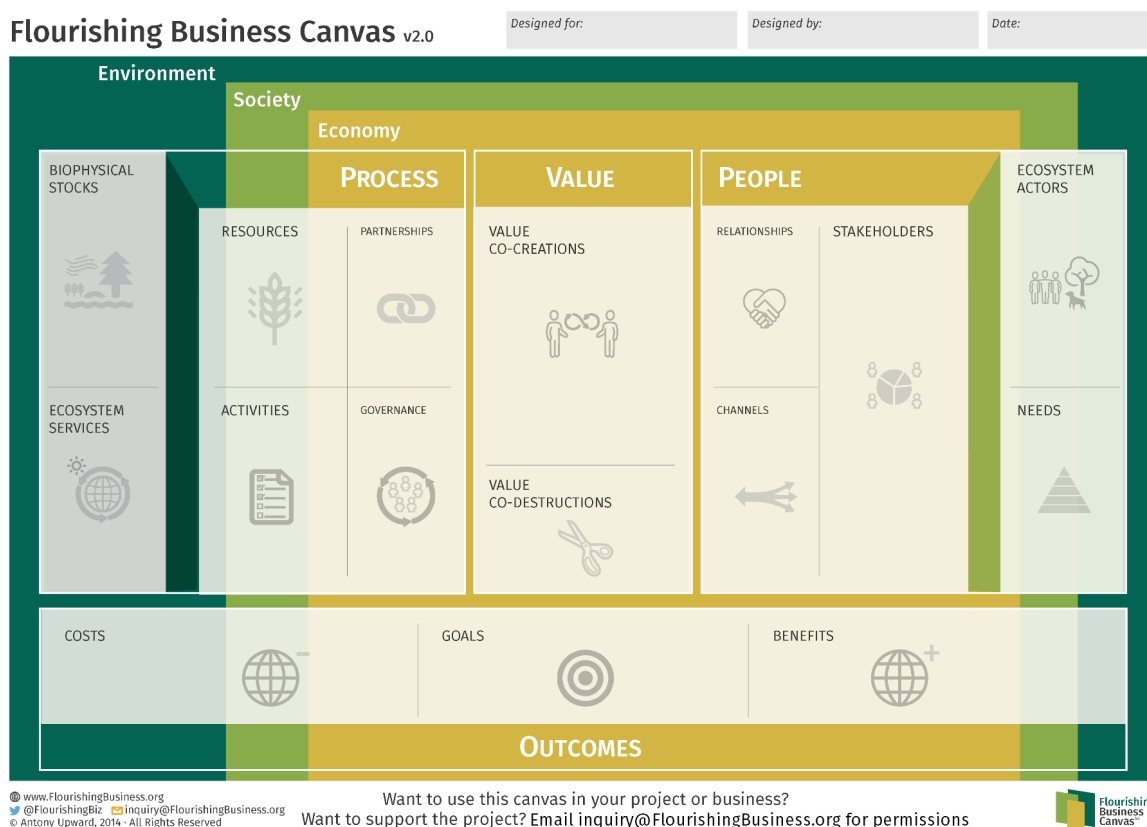 Flourishing Business Canvas v2.0
Designed for:
Designed by:
Date:
Environment
Society
Economy
BIOPHYSICAL
STOCKS
PROCESS
VALUE
PEOPLE
ECOSYSTEM
ACTORS
RESOURCES
PARTNERSHIPS
VALUE
CO-CREATIONS
RELATIONSHIPS
STAKEHOLDERS
ECOSYSTEM
SERVICES
ACTIVITIES
GOVERNANCE
VALUE
CO-DESTRUCTIONS
CHANNELS
NEEDS
COSTS
GOALS
BENEFITS
OUTCOMES
www.FlourishingBusiness.org
@FlourishingBiz inquiry@FlourishingBusiness.org
© Antony Upward, 2014 - All Rights Reserved
Want to use this canvas in your project or business?
Want to support the project? Email inquiry@FlourishingBusiness.org for permissions
Flourishin
Business
Canvas